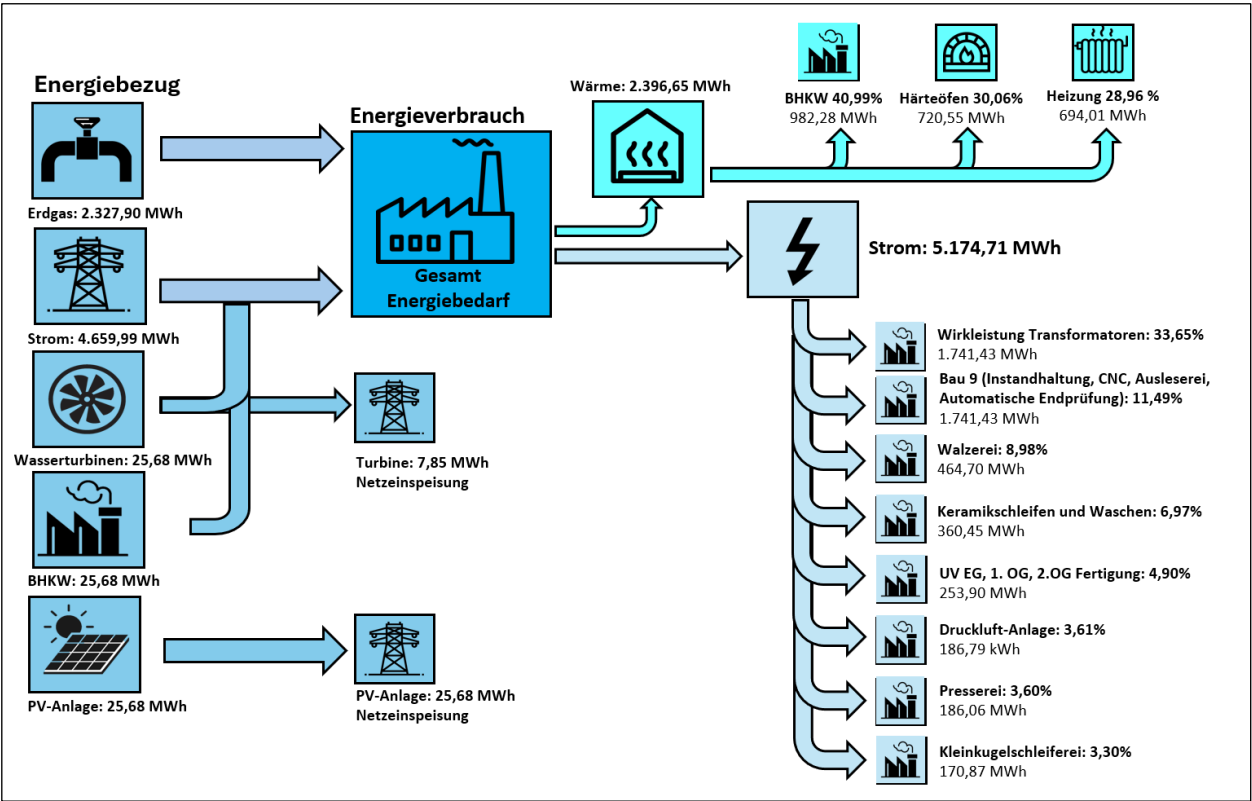 Energiebezug
Erdgas: 2.327,90 MWh
Strom: 4.659,99 MWh
Wasserturbinen: 25,68 MWh
BHKW: 25,68 MWh
PV-Anlage: 25,68 MWh
Energieverbrauch
Gesamt
Energiebedarf
Turbine: 7,85 MWh
Netzeinspeisung
PV-Anlage: 25,68 MWh
Netzeinspeisung
Wärme: 2.396,65 MWh
BHKW 40,99%
982,28 MWh
Härteöfen 30,06%
720,55 MWh
Heizung 28,96 %
694,01 MWh
Strom: 5.174,71 MWh
Wirkleistung Transformatoren: 33,65%
1.741,43 MWh
Bau 9 (Instandhaltung, CNC, Ausleserei,
Automatische Endprüfung): 11,49%
1.741,43 MWh
Walzerei: 8,98%
464,70 MWh
Keramikschleifen und Waschen: 6,97%
360,45 MWh
UV EG, 1. OG, 2.OG Fertigung: 4,90%
253,90 MWh
Druckluft-Anlage: 3,61%
186,79 kWh
Presserei: 3,60%
186,06 MWh
Kleinkugelschleiferei: 3,30%
170,87 MWh